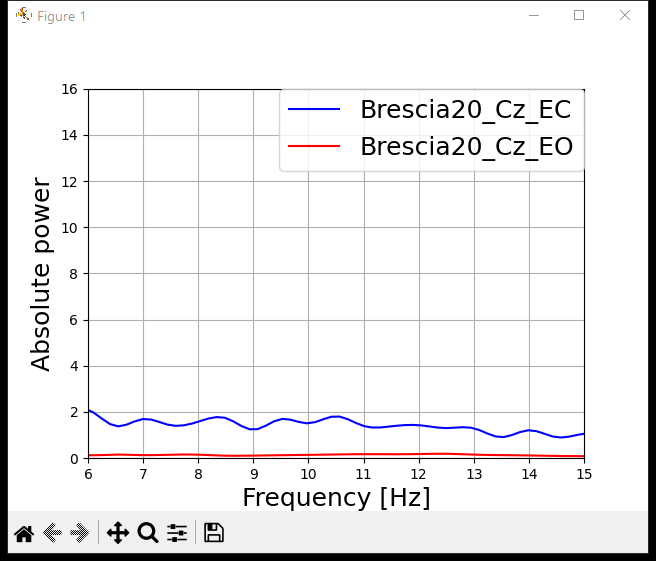 Figure 1
Brescia20_Cz_EC
Brescia20_Cz_EO
Absolute power
16
14
12
10
8
6
4
2
0
6 7 8 9 10 11 12 13 14 15
Frequency [Hz]